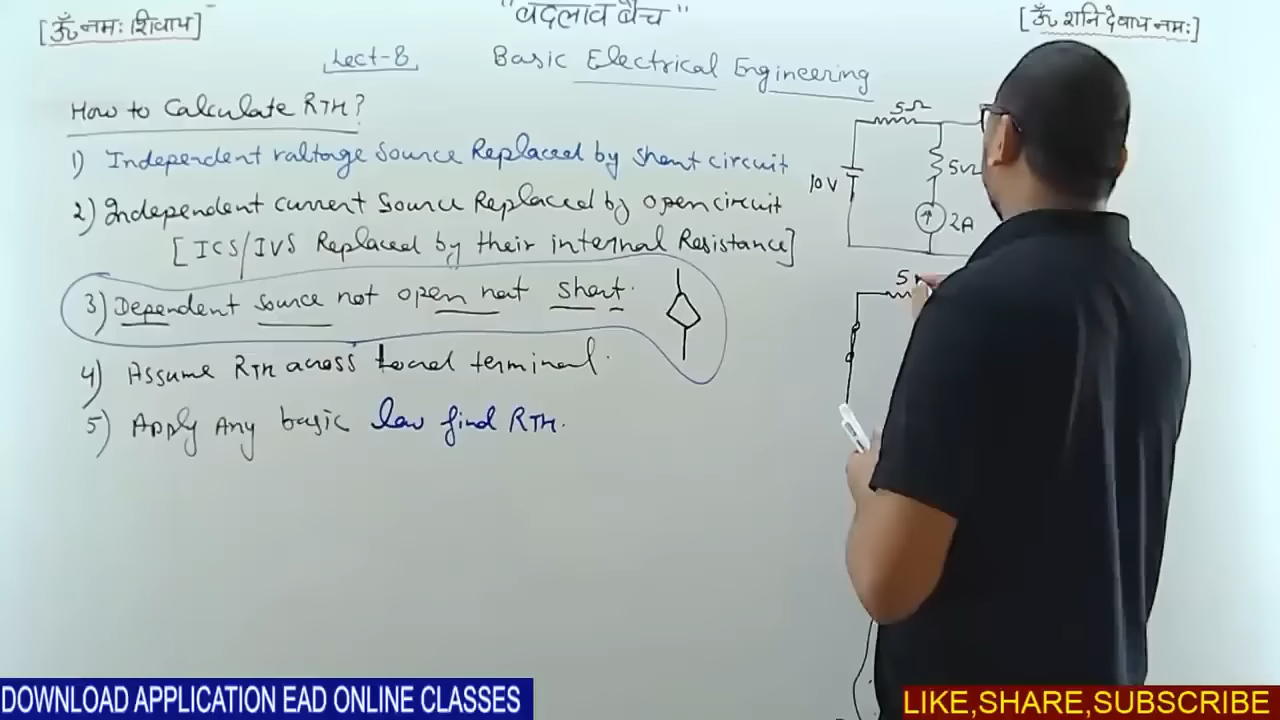 [ॐ नमः शिवाय]
"बदलाव बैच"
[ॐ शनि देवाय नमः]
Lect-8
Basic Electrical Engineering
How to Calculate RTH?
1) Independent valtage Source Replaced by short circuit
2) Independent current Source Replaced by open circuit
[ICS/IVS Replaced by their internal Resistance]
3) Dependent source not open not short.
4) Assume RTH across terminal.
5) Apply Any basic law find RTH.
5Ω
10V
5Ω
2A
5
DOWNLOAD APPLICATION EAD ONLINE CLASSES
LIKE,SHARE,SUBSCRIBE